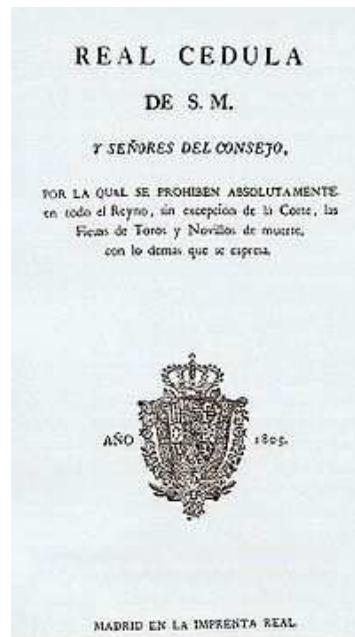 REAL CEDULA
DE S. M.
Y SEÑORES DEL CONSEJO,
POR LA QUAL SE PROHIBEN ABSOLUTAMENTE
en todo el Reyno, sin excepcion de la Corte, las
Fiestas de Toros y Novillos de muerte,
con lo demas que se expresa.
AÑO 1805.
MADRID EN LA IMPRENTA REAL.